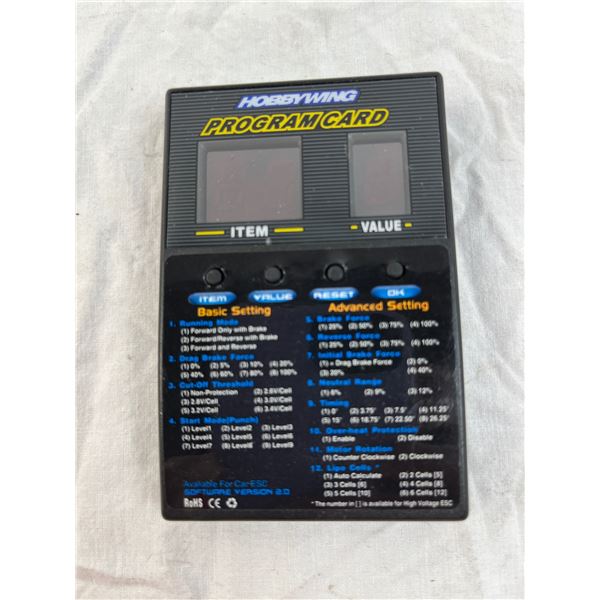 HOBBYWING
PROGRAM CARD
ITEM
VALUE
ITEM VALUE RESET OK
Basic Setting
1. Running Mode
(1) Forward Only with Brake
(2) Forward/Reverse with Brake
(3) Forward and Reverse
2. Drag Brake Force
(1) 0% (2) 5% (3) 10% (4) 20%
(5) 40% (6) 60% (7) 80% (8) 100%
3. Cut-Off Threshold
(1) Non-Protection (2) 2.6V/Cell
(3) 2.8V/Cell (4) 3.0V/Cell
(5) 3.2V/Cell (6) 3.4V/Cell
4. Start Mode(Punch)
(1) Level1 (2) Level2 (3) Level3
(4) Level4 (5) Level5 (6) Level6
(7) Level7 (8) Level8 (9) Level9
Available For Car-ESC
SOFTWARE VERSION 2.0
RoHS CE
Advanced Setting
5. Brake Force
(1) 25% (2) 50% (3) 75% (4) 100%
6. Reverse Force
(1) 25% (2) 50% (3) 75% (4) 100%
7. Initial Brake Force
(1) = Drag Brake Force (2) 0%
(3) 20% (4) 40%
8. Neutral Range
(1) 6% (2) 9% (3) 12%
9. Timing
(1) 0° (2) 3.75° (3) 7.5° (4) 11.25°
(5) 15° (6) 18.75° (7) 22.50° (8) 26.25°
10. Over-heat Protection
(1) Enable (2) Disable
11. Motor Rotation
(1) Counter Clockwise (2) Clockwise
12. Lipo Cells *
(1) Auto Calculate (2) 2 Cells [5]
(3) 3 Cells [6] (4) 4 Cells [8]
(5) 5 Cells [10] (6) 6 Cells [12]
* The number in [ ] is available for High Voltage ESC